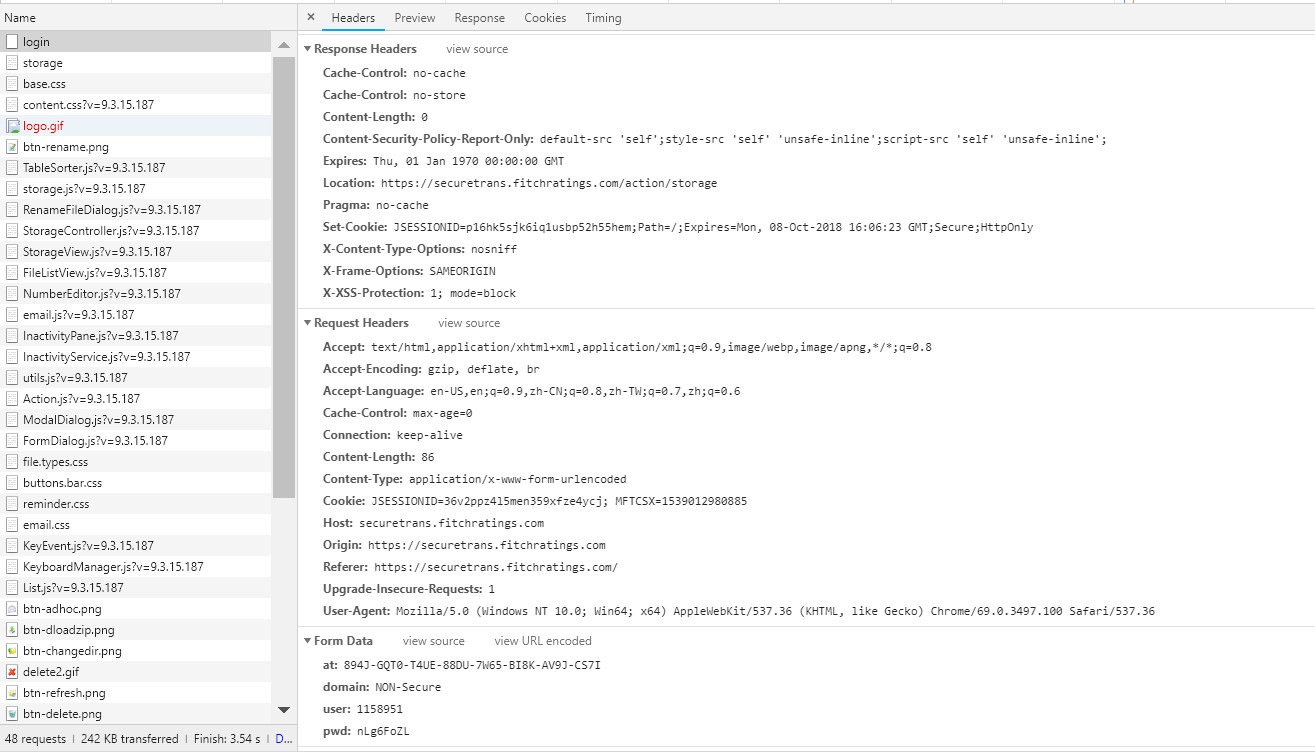 Name
× Headers Preview Response Cookies Timing
login
storage
base.css
content.css?v=9.3.15.187
logo.gif
btn-rename.png
TableSorter.js?v=9.3.15.187
storage.js?v=9.3.15.187
RenameFileDialog.js?v=9.3.15.187
StorageController.js?v=9.3.15.187
StorageView.js?v=9.3.15.187
FileListView.js?v=9.3.15.187
NumberEditor.js?v=9.3.15.187
email.js?v=9.3.15.187
InactivityPane.js?v=9.3.15.187
InactivityService.js?v=9.3.15.187
utils.js?v=9.3.15.187
Action.js?v=9.3.15.187
ModalDialog.js?v=9.3.15.187
FormDialog.js?v=9.3.15.187
file.types.css
buttons.bar.css
reminder.css
email.css
KeyEvent.js?v=9.3.15.187
KeyboardManager.js?v=9.3.15.187
List.js?v=9.3.15.187
btn-adhoc.png
btn-dloadzip.png
btn-changedir.png
delete2.gif
btn-refresh.png
btn-delete.png
48 requests | 242 KB transferred | Finish: 3.54 s | D...
Response Headers view source
Cache-Control: no-cache
Cache-Control: no-store
Content-Length: 0
Content-Security-Policy-Report-Only: default-src 'self';style-src 'self' 'unsafe-inline';script-src 'self' 'unsafe-inline';
Expires: Thu, 01 Jan 1970 00:00:00 GMT
Location: https://securetrans.fitchratings.com/action/storage
Pragma: no-cache
Set-Cookie: JSESSIONID=p16hk5sjk6iq1usbp52h55hem;Path=/;Expires=Mon, 08-Oct-2018 16:06:23 GMT;Secure;HttpOnly
X-Content-Type-Options: nosniff
X-Frame-Options: SAMEORIGIN
X-XSS-Protection: 1; mode=block
Request Headers view source
Accept: text/html,application/xhtml+xml,application/xml;q=0.9,image/webp,image/apng,*/*;q=0.8
Accept-Encoding: gzip, deflate, br
Accept-Language: en-US,en;q=0.9,zh-CN;q=0.8,zh-TW;q=0.7,zh;q=0.6
Cache-Control: max-age=0
Connection: keep-alive
Content-Length: 86
Content-Type: application/x-www-form-urlencoded
Cookie: JSESSIONID=36v2ppz4l5men359xfze4ycj; MFTCSX=1539012980885
Host: securetrans.fitchratings.com
Origin: https://securetrans.fitchratings.com
Referer: https://securetrans.fitchratings.com/
Upgrade-Insecure-Requests: 1
User-Agent: Mozilla/5.0 (Windows NT 10.0; Win64; x64) AppleWebKit/537.36 (KHTML, like Gecko) Chrome/69.0.3497.100 Safari/537.36
Form Data view source view URL encoded
at: 894J-GQT0-T4UE-88DU-7W65-BI8K-AV9J-CS7I
domain: NON-Secure
user: 1158951
pwd: nLg6FoZL